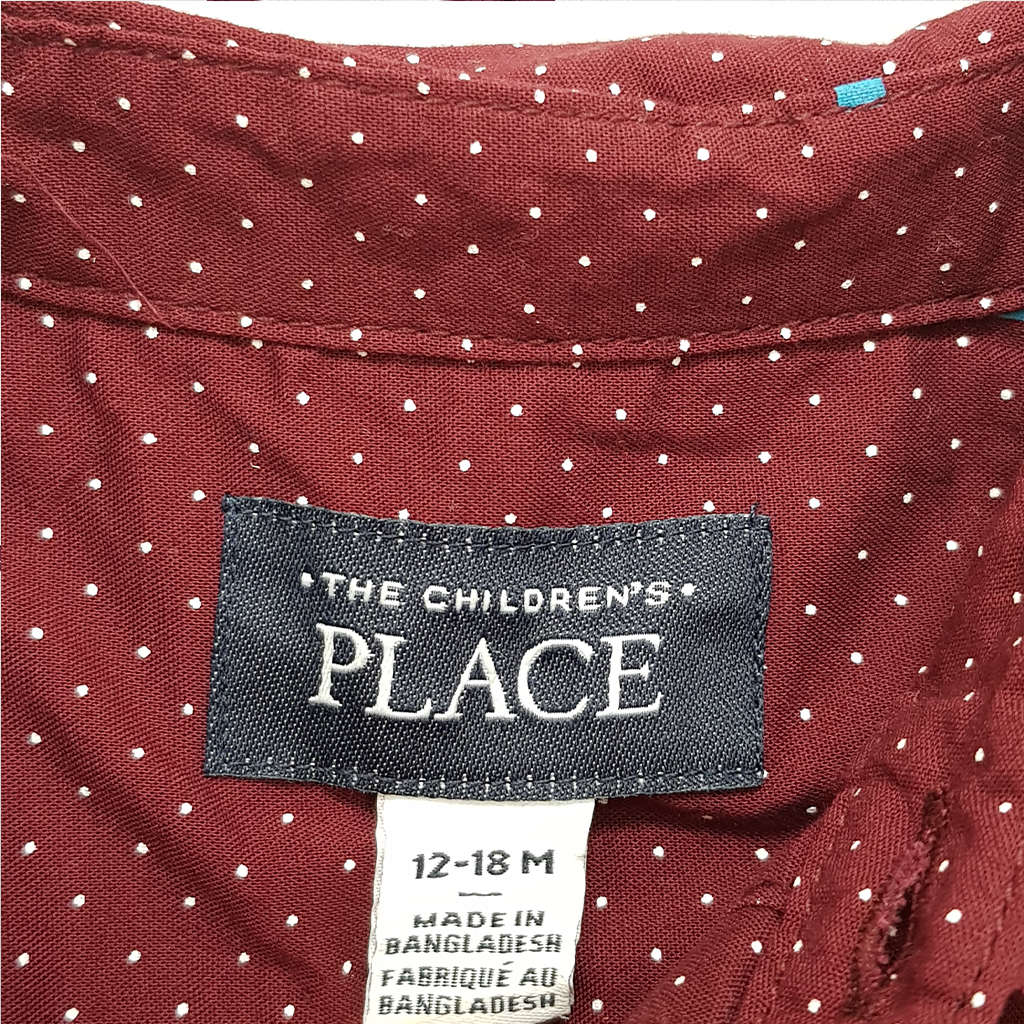 •THE CHILDREN'S•
PLACE
12-18 M
—
MADE IN
BANGLADESH
FABRIQUÉ AU
BANGLADESH